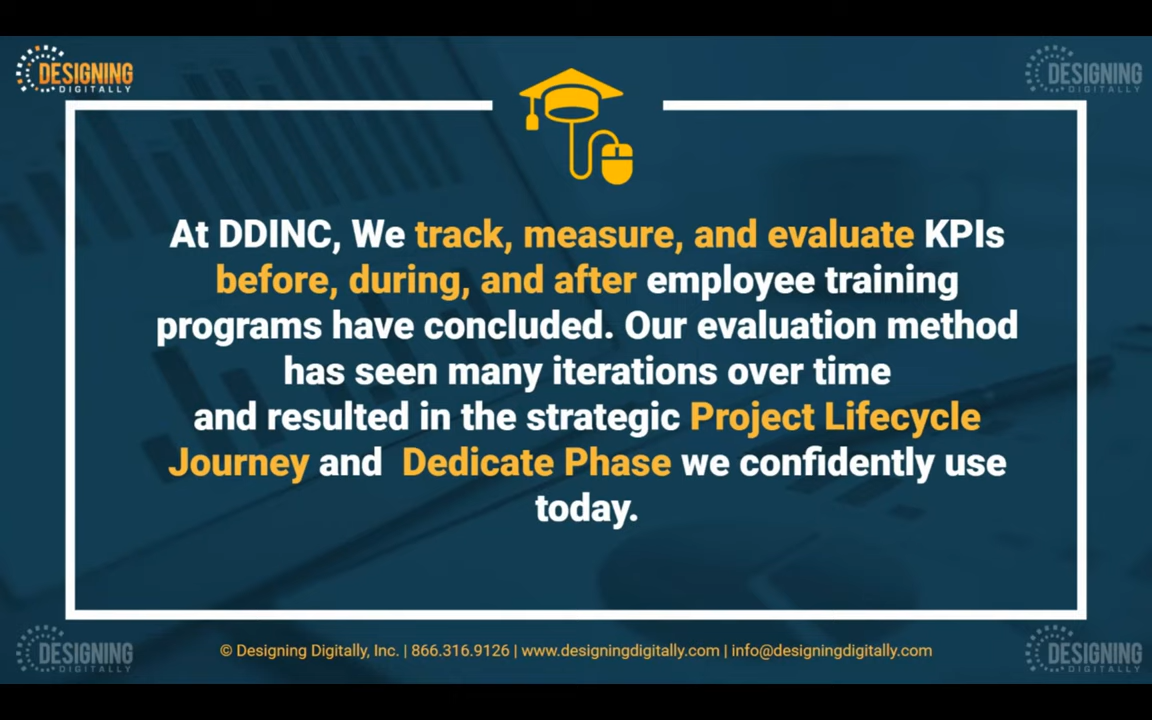 DESIGNING
DIGITALLY
DESIGNING
DIGITALLY
At DDINC, We track, measure, and evaluate KPIs
before, during, and after employee training
programs have concluded. Our evaluation method
has seen many iterations over time
and resulted in the strategic Project Lifecycle
Journey and Dedicate Phase we confidently use
today.
DESIGNING
DIGITALLY
© Designing Digitally, Inc. | 866.316.9126 | www.designingdigitally.com | info@designingdigitally.com
DESIGNING
DIGITALLY